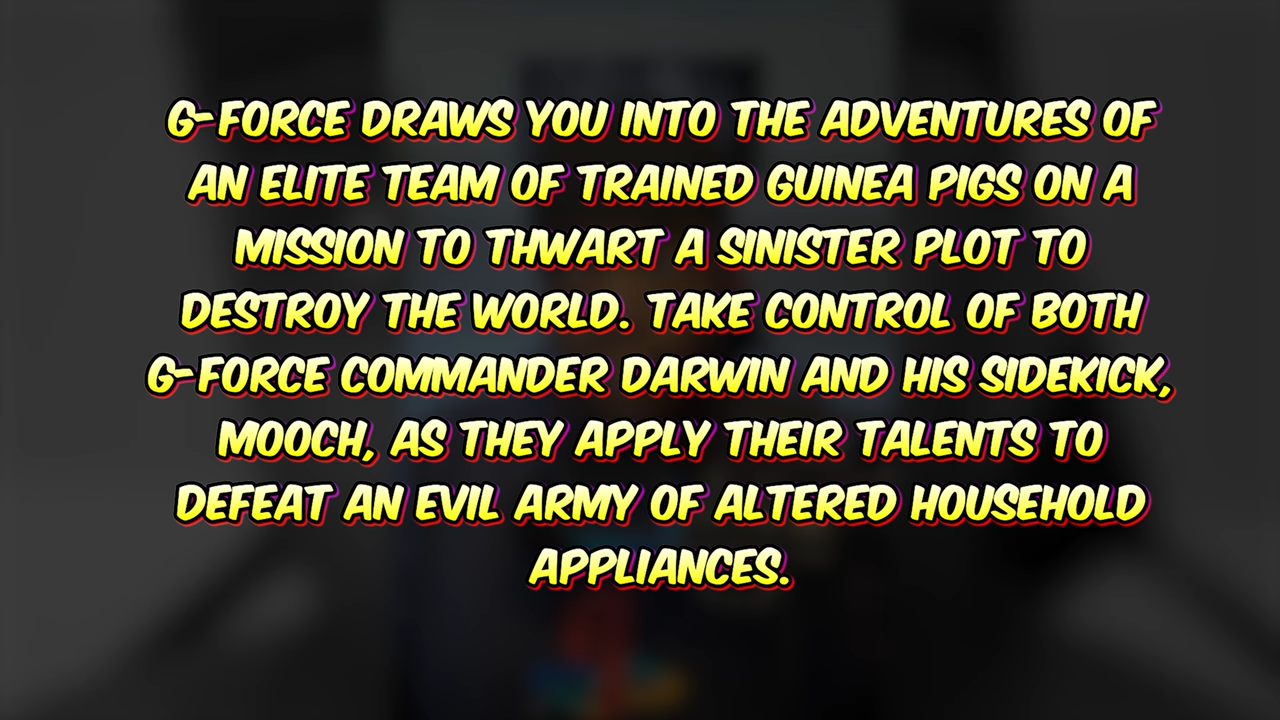 G-FORCE DRAWS YOU INTO THE ADVENTURES OF
AN ELITE TEAM OF TRAINED GUINEA PIGS ON A
MISSION TO THWART A SINISTER PLOT TO
DESTROY THE WORLD. TAKE CONTROL OF BOTH
G-FORCE COMMANDER DARWIN AND HIS SIDEKICK,
MOOCH, AS THEY APPLY THEIR TALENTS TO
DEFEAT AN EVIL ARMY OF ALTERED HOUSEHOLD
APPLIANCES.